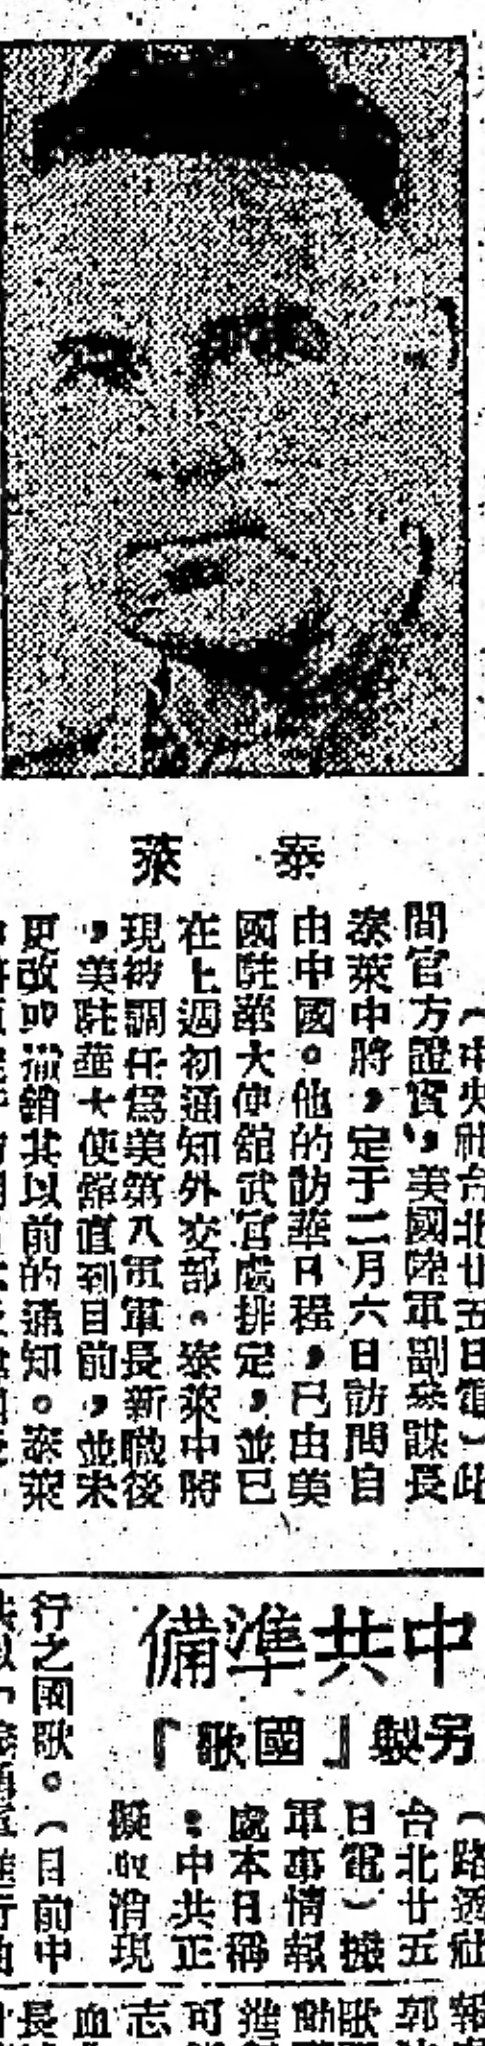 泰萊
(中央社台北廿五日電)此
間官方證實，美國陸軍副參謀長
泰萊中將，定于二月六日訪問自
由中國。他的訪華日程，已由美
國駐華大使舘武官處排定，並已
在上週初通知外交部。泰萊中將
現被調任爲美第八軍軍長新職後
，美駐華大使舘直到目前，並未
更改或撤銷其以前的通知。泰萊
中共準備
另製『國歌』
(路透社
台北廿五
日電)據
軍事情報
處本日稱
：中共正
擬取消現
行之國歌。(目前中